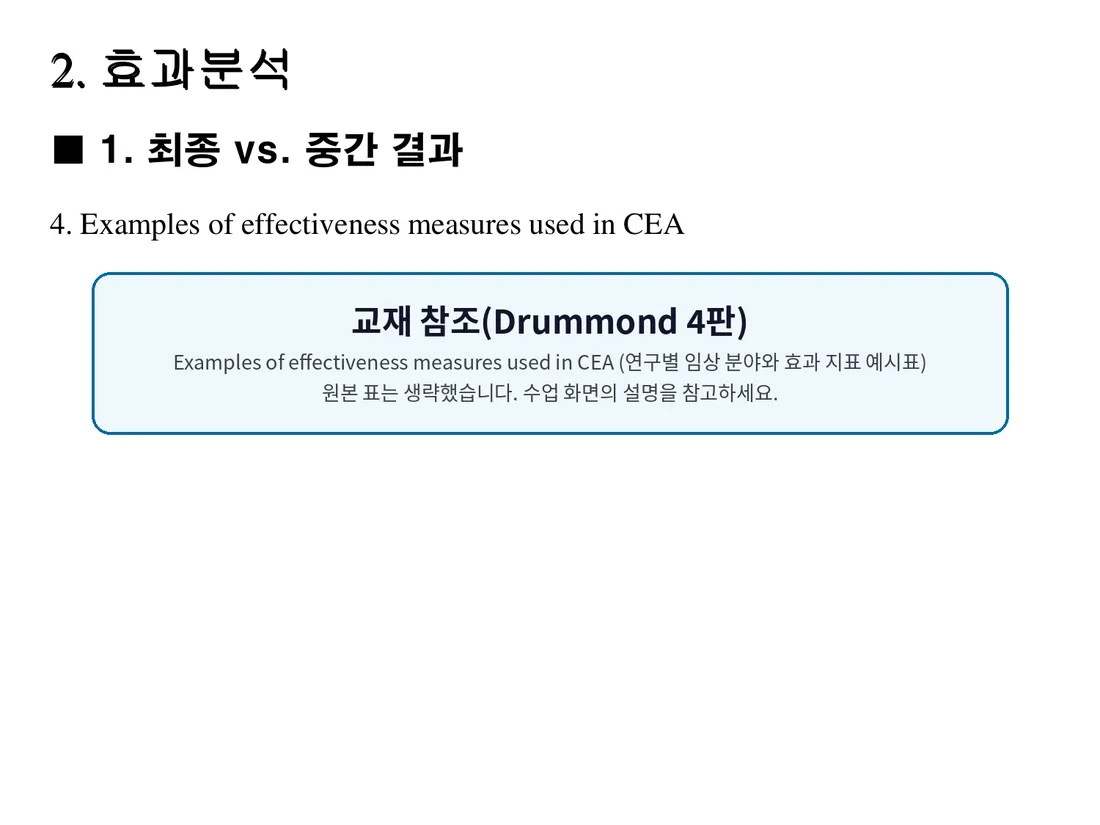 2. 효과분석
■ 1. 최종 vs. 중간 결과
4. Examples of effectiveness measures used in CEA
교재 참조(Drummond 4판)
Examples of effectiveness measures used in CEA (연구별 임상 분야와 효과 지표 예시표)
원본 표는 생략했습니다. 수업 화면의 설명을 참고하세요.